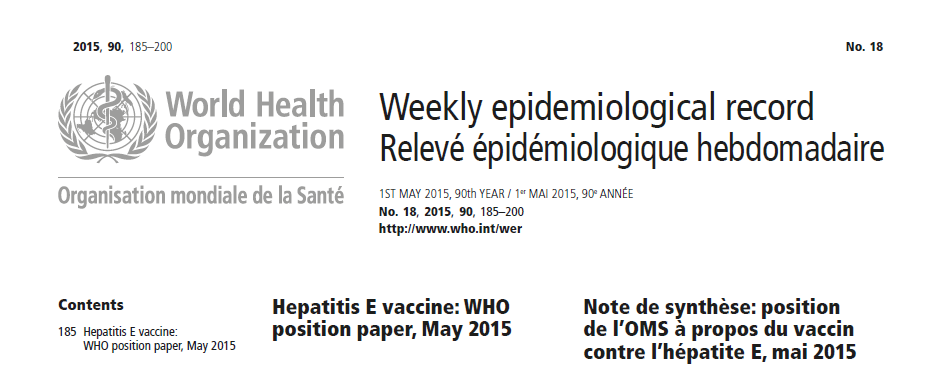 2015, 90, 185–200
No. 18
World Health
Organization
Organisation mondiale de la Santé
Weekly epidemiological record
Relevé épidémiologique hebdomadaire
1ST MAY 2015, 90th YEAR / 1er MAI 2015, 90e ANNÉE
No. 18, 2015, 90, 185–200
http://www.who.int/wer
Contents
185 Hepatitis E vaccine:
WHO position paper, May 2015
Hepatitis E vaccine: WHO
position paper, May 2015
Note de synthèse: position
de l’OMS à propos du vaccin
contre l’hépatite E, mai 2015